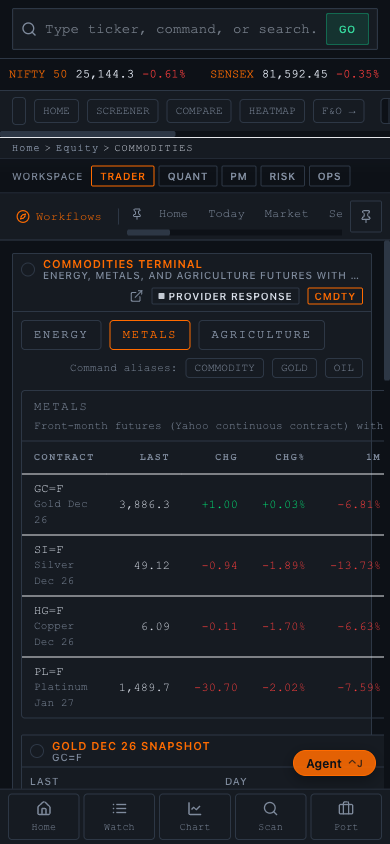 Type ticker, command, or search.
GO
NIFTY 50 25,144.3 -0.61% SENSEX 81,592.45 -0.35%
HOME SCREENER COMPARE HEATMAP F&O →
Home > Equity > COMMODITIES
WORKSPACE TRADER QUANT PM RISK OPS
Workflows Home Today Market Se
COMMODITIES TERMINAL
ENERGY, METALS, AND AGRICULTURE FUTURES WITH …
PROVIDER RESPONSE CMDTY
ENERGY METALS AGRICULTURE
Command aliases: COMMODITY GOLD OIL
METALS
Front-month futures (Yahoo continuous contract) with
CONTRACT LAST CHG CHG% 1M
GC=F
Gold Dec 26 3,886.3 +1.00 +0.03% -6.81%
SI=F
Silver Dec 26 49.12 -0.94 -1.89% -13.73%
HG=F
Copper Dec 26 6.09 -0.11 -1.70% -6.63%
PL=F
Platinum Jan 27 1,489.7 -30.70 -2.02% -7.59%
GOLD DEC 26 SNAPSHOT
GC=F
Agent ^J
LAST DAY
Home Watch Chart Scan Port